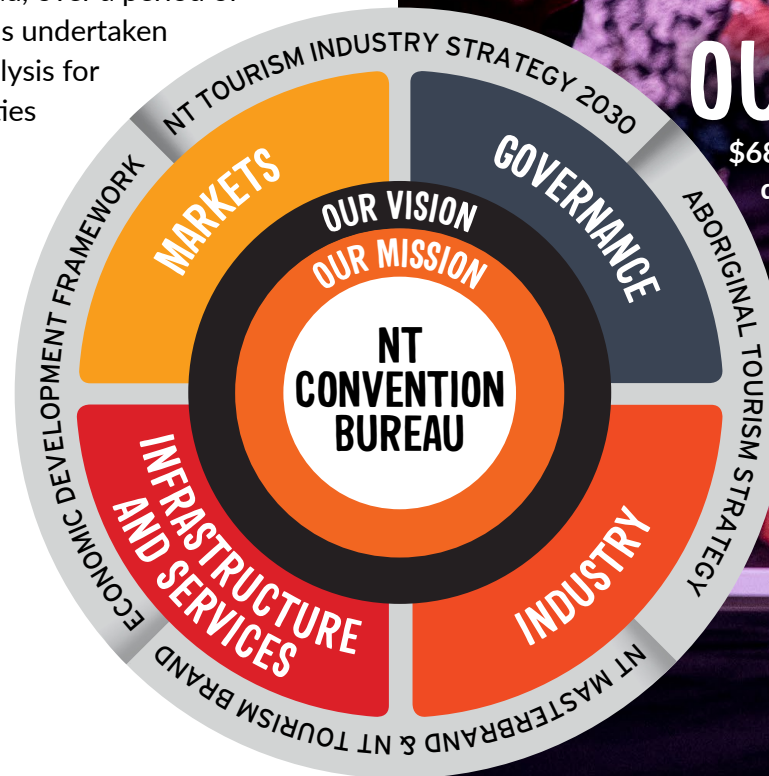 s undertaken
lysis for
NT TOURISM INDUSTRY STRATEGY 2030
ABORIGINAL TOURISM STRATEGY
NT MASTERBRAND & NT TOURISM BRAND
ECONOMIC DEVELOPMENT FRAMEWORK
MARKETS
GOVERNANCE
INDUSTRY
INFRASTRUCTURE
AND SERVICES
OUR VISION
OUR MISSION
NT
CONVENTION
BUREAU
OU
$68